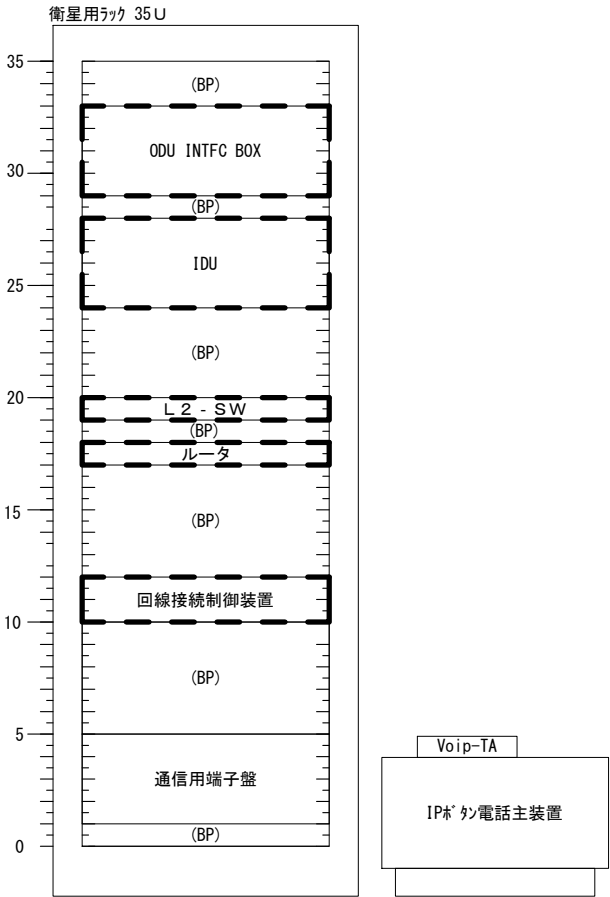 衛星用ラック 35U
35
(BP)
ODU INTFC BOX
30
(BP)
IDU
25
(BP)
20
L2-SW
(BP)
ルータ
15
(BP)
回線接続制御装置
10
(BP)
5
Voip-TA
通信用端子盤
IPボタン電話主装置
(BP)
0